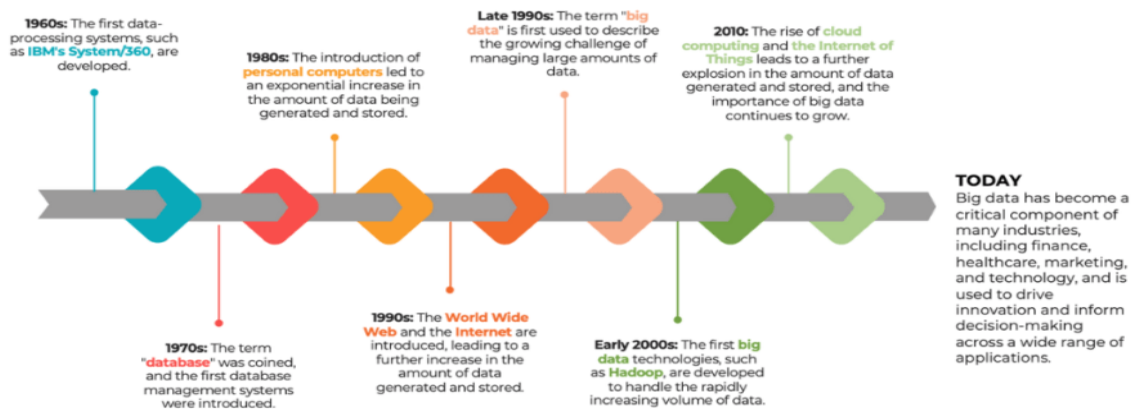 1960s: The first data-
processing systems, such
as IBM's System/360, are
developed.
1970s: The term
"database" was coined,
and the first database
management systems
were introduced.
1980s: The introduction of
personal computers led to
an exponential increase in
the amount of data being
generated and stored.
1990s: The World Wide
Web and the Internet are
introduced, leading to a
further increase in the
amount of data
generated and stored.
Late 1990s: The term "big
data" is first used to describe
the growing challenge of
managing large amounts of
data.
Early 2000s: The first big
data technologies, such
as Hadoop, are developed
to handle the rapidly
increasing volume of data.
2010: The rise of cloud
computing and the Internet of
Things leads to a further
explosion in the amount of data
generated and stored, and the
importance of big data
continues to grow.
TODAY
Big data has become a
critical component of
many industries,
including finance,
healthcare, marketing,
and technology, and is
used to drive
innovation and inform
decision-making
across a wide range of
applications.